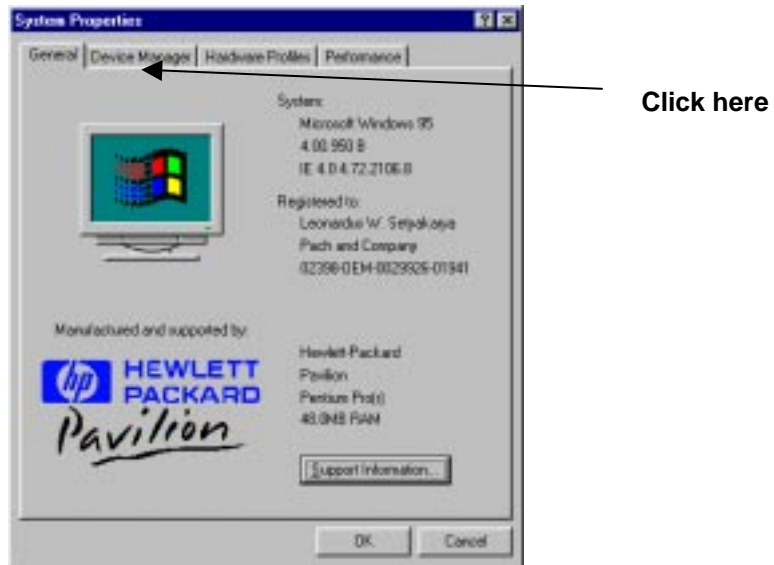 System Properties
General Device Manager Hardware Profiles Performance
Click here
System:
Microsoft Windows 95
4.00.950 B
IE 4.0 4.72.2106.8
Registered to:
W.
Pach and Company
02398-OEM-0029926-01941
Manufactured and supported by:
hp HEWLETT PACKARD
Pavilion
Hewlett-Packard
Pavilion
Pentium Pro(r)
48.0MB RAM
Support Information...
OK Cancel